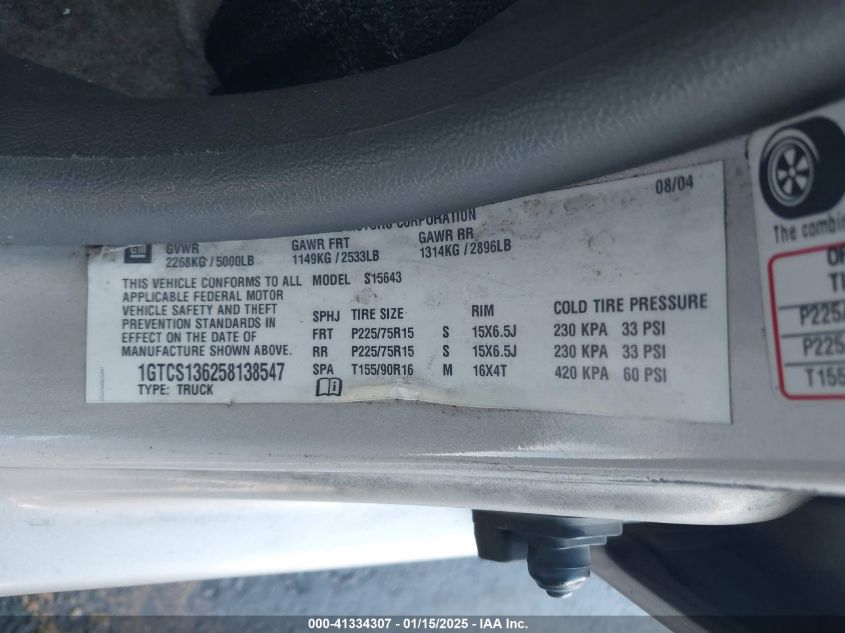 08/04
MOTORS CORPORATION
GM GVWR GAWR FRT GAWR RR
2268KG / 5000LB 1149KG / 2533LB 1314KG / 2896LB
THIS VEHICLE CONFORMS TO ALL
APPLICABLE FEDERAL MOTOR
VEHICLE SAFETY AND THEFT
PREVENTION STANDARDS IN
EFFECT ON THE DATE OF
MANUFACTURE SHOWN ABOVE.
1GTCS136258138547
TYPE: TRUCK
MODEL S15643
SPHJ TIRE SIZE RIM COLD TIRE PRESSURE
FRT P225/75R15 S 15X6.5J 230 KPA 33 PSI
RR P225/75R15 S 15X6.5J 230 KPA 33 PSI
SPA T155/90R16 M 16X4T 420 KPA 60 PSI
The combin
P225/
P225
T155
000-41334307 - 01/15/2025 - IAA Inc.